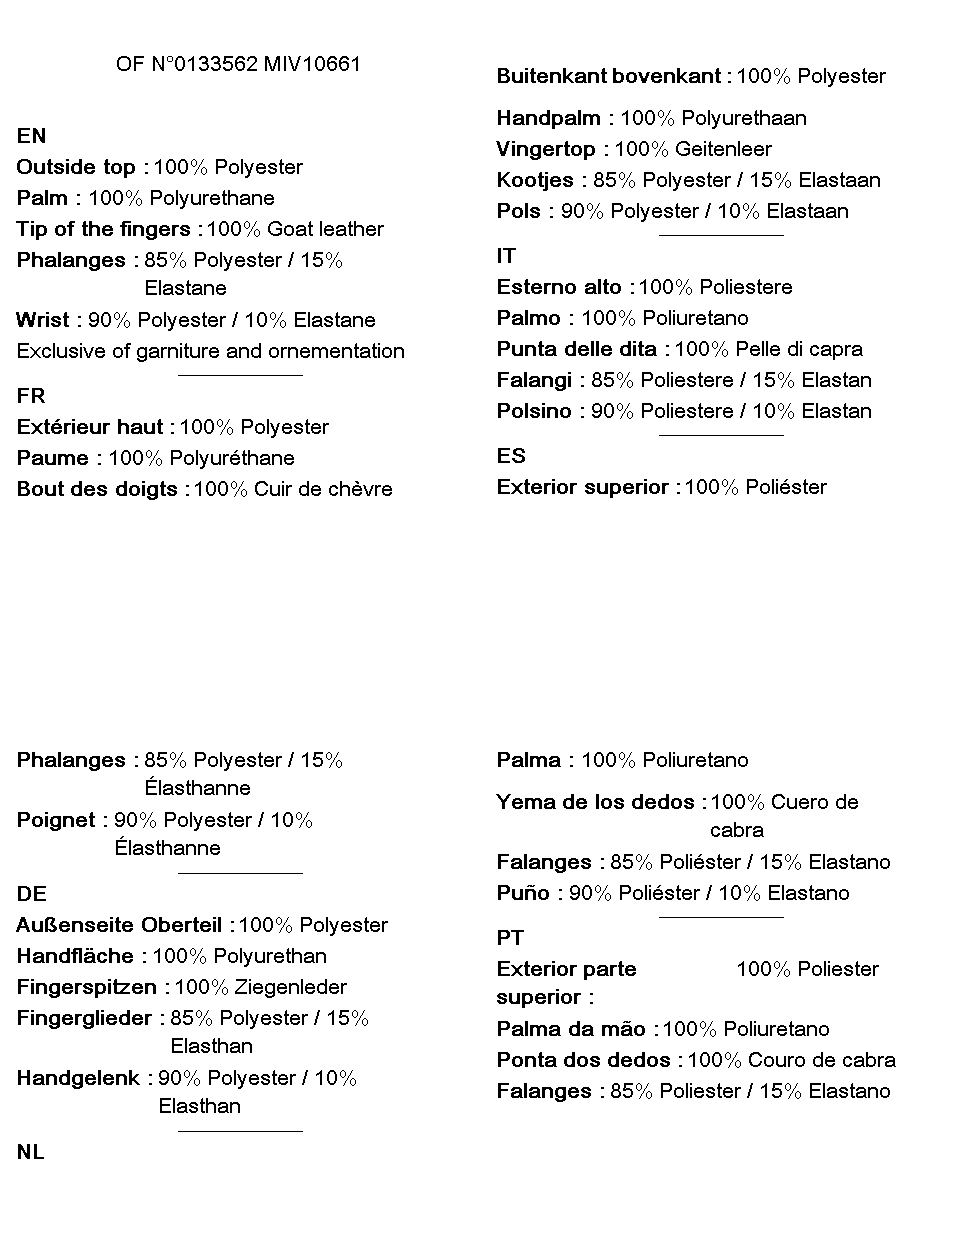 OF N°0133562 MIV10661
EN
Outside top : 100% Polyester
Palm : 100% Polyurethane
Tip of the fingers : 100% Goat leather
Phalanges : 85% Polyester / 15%
Elastane
Wrist : 90% Polyester / 10% Elastane
Exclusive of garniture and ornementation
FR
Extérieur haut : 100% Polyester
Paume : 100% Polyuréthane
Bout des doigts : 100% Cuir de chèvre
Phalanges : 85% Polyester / 15%
Élasthanne
Poignet : 90% Polyester / 10%
Élasthanne
DE
Außenseite Oberteil : 100% Polyester
Handfläche : 100% Polyurethan
Fingerspitzen : 100% Ziegenleder
Fingerglieder : 85% Polyester / 15%
Elasthan
Handgelenk : 90% Polyester / 10%
Elasthan
NL
Buitenkant bovenkant : 100% Polyester
Handpalm : 100% Polyurethaan
Vingertop : 100% Geitenleer
Kootjes : 85% Polyester / 15% Elastaan
Pols : 90% Polyester / 10% Elastaan
IT
Esterno alto : 100% Poliestere
Palmo : 100% Poliuretano
Punta delle dita : 100% Pelle di capra
Falangi : 85% Poliestere / 15% Elastan
Polsino : 90% Poliestere / 10% Elastan
ES
Exterior superior : 100% Poliéster
Palma : 100% Poliuretano
Yema de los dedos : 100% Cuero de
cabra
Falanges : 85% Poliéster / 15% Elastano
Puño : 90% Poliéster / 10% Elastano
PT
Exterior parte 100% Poliester
superior :
Palma da mão : 100% Poliuretano
Ponta dos dedos : 100% Couro de cabra
Falanges : 85% Poliester / 15% Elastano